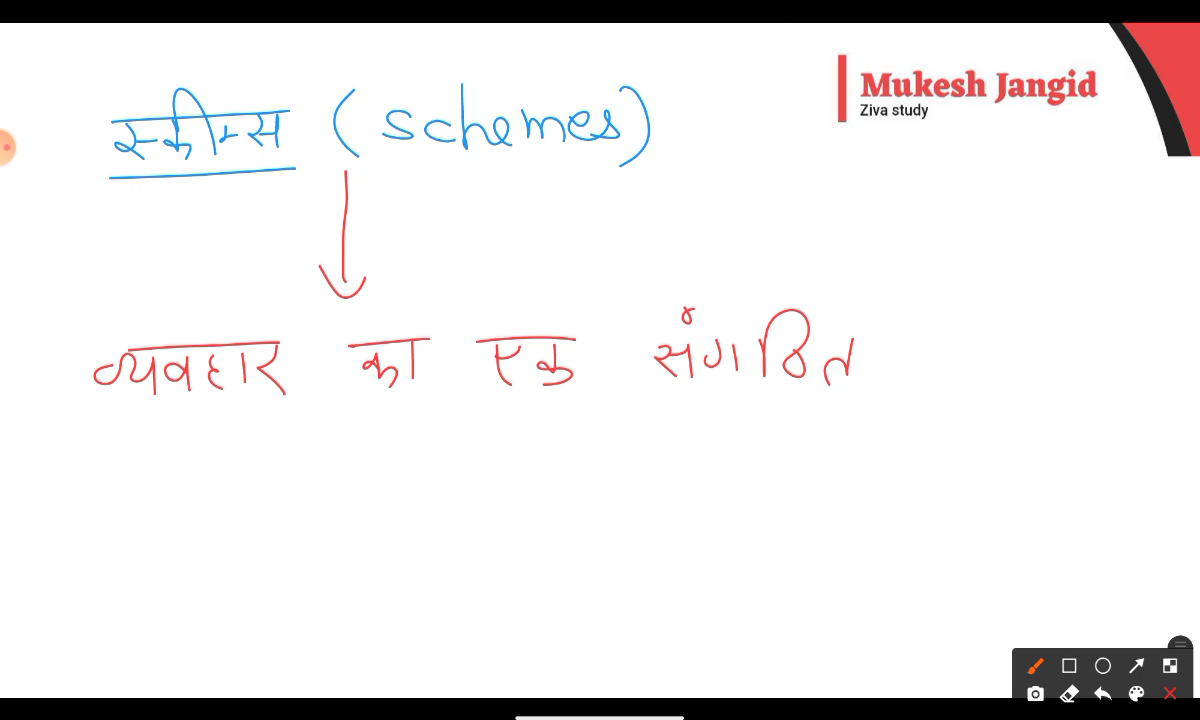 Mukesh Jangid
Ziva study
स्कीम्स (schemes)
व्यवहार का एक संगठित